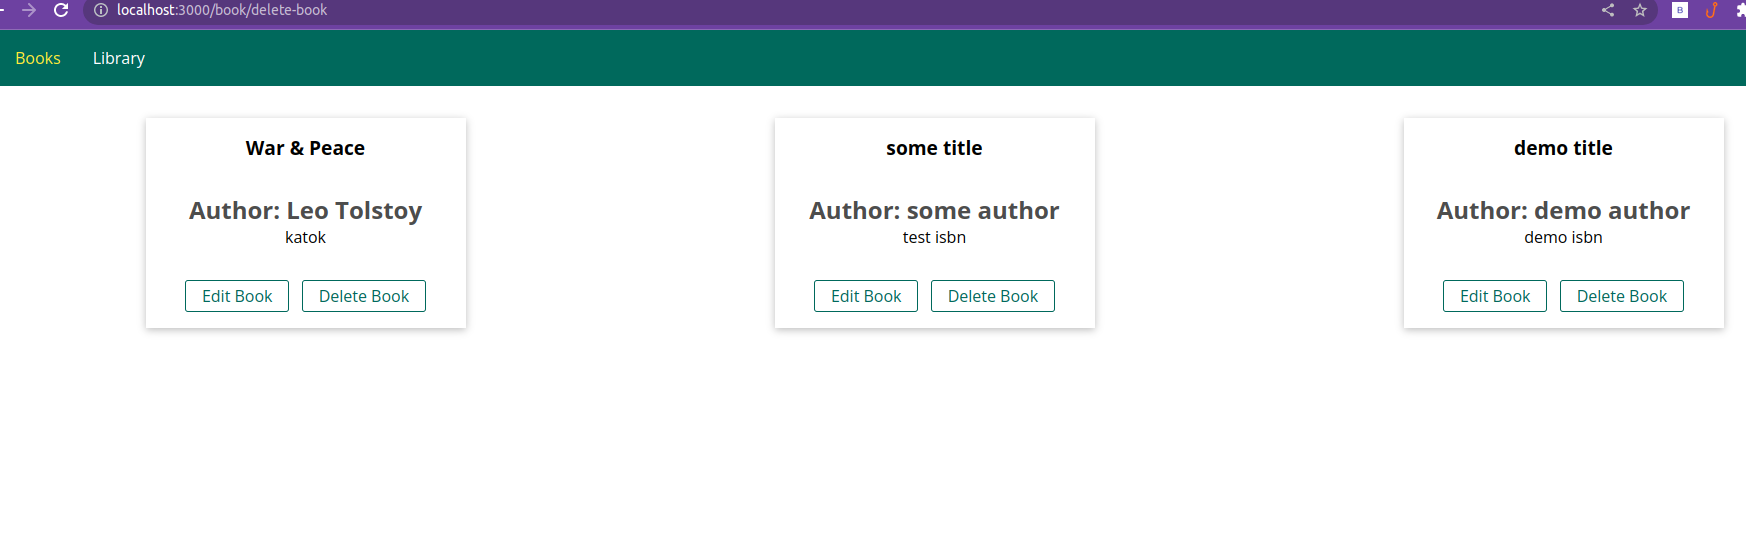 localhost:3000/book/delete-book
B
Books Library
War & Peace
Author: Leo Tolstoy
katok
Edit Book Delete Book
some title
Author: some author
test isbn
Edit Book Delete Book
demo title
Author: demo author
demo isbn
Edit Book Delete Book